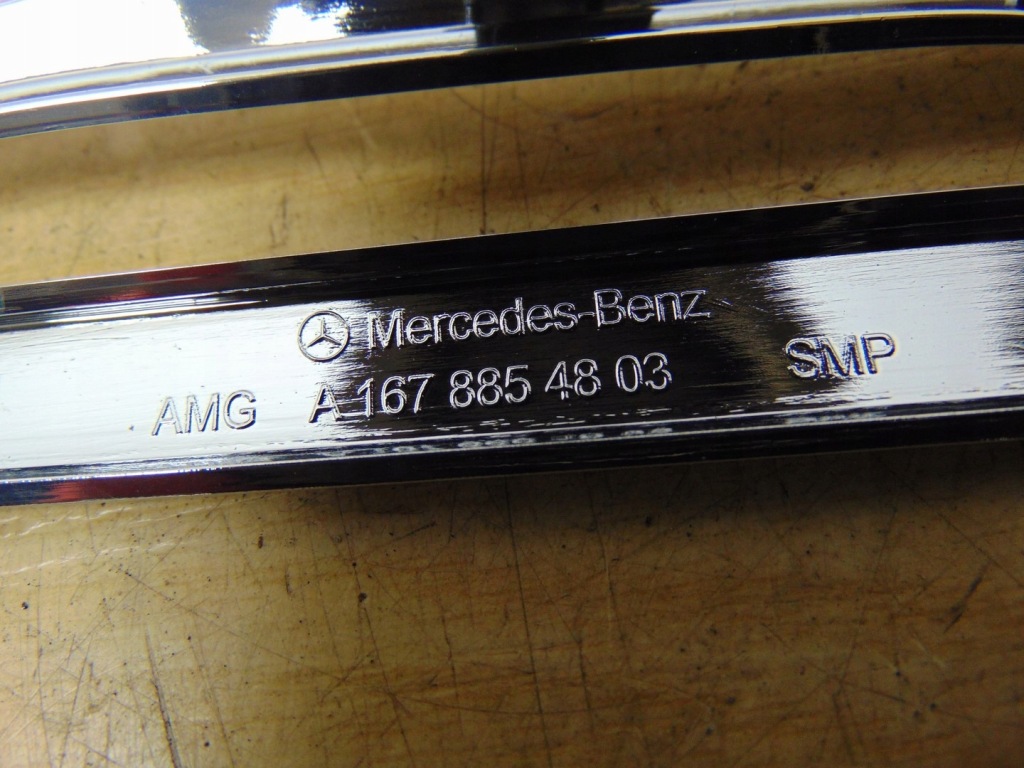 Mercedes-Benz
AMG A 167 885 48 03 SMP